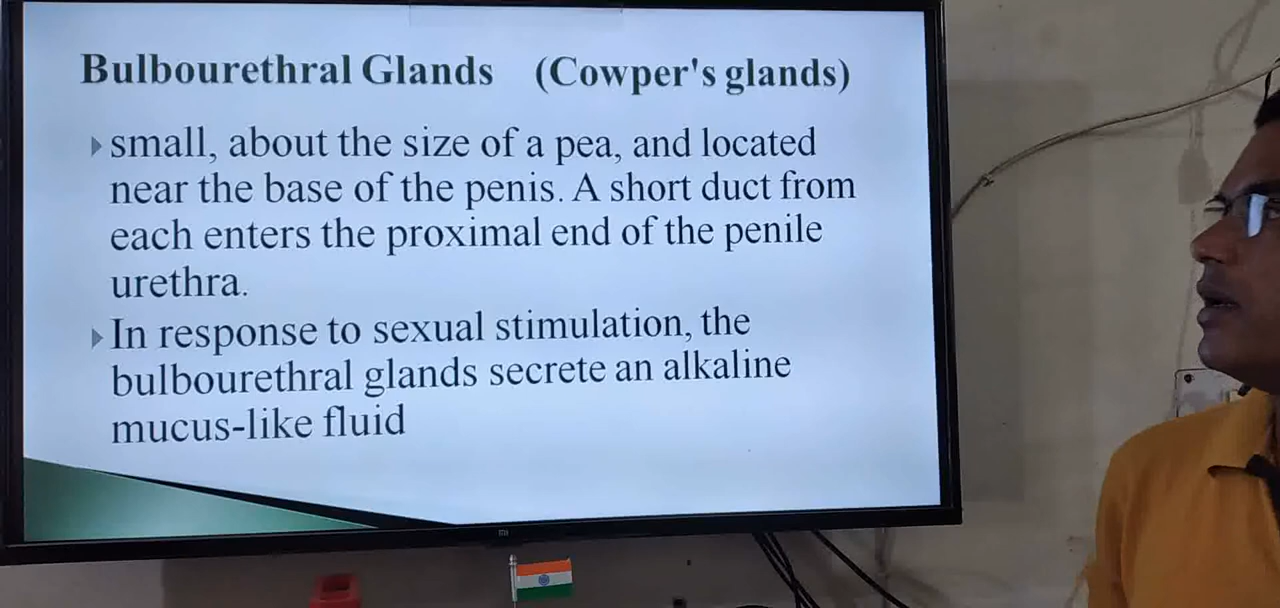 Bulbourethral Glands (Cowper's glands)
small, about the size of a pea, and located
near the base of the penis. A short duct from
each enters the proximal end of the penile
urethra.
In response to sexual stimulation, the
bulbourethral glands secrete an alkaline
mucus-like fluid
mi